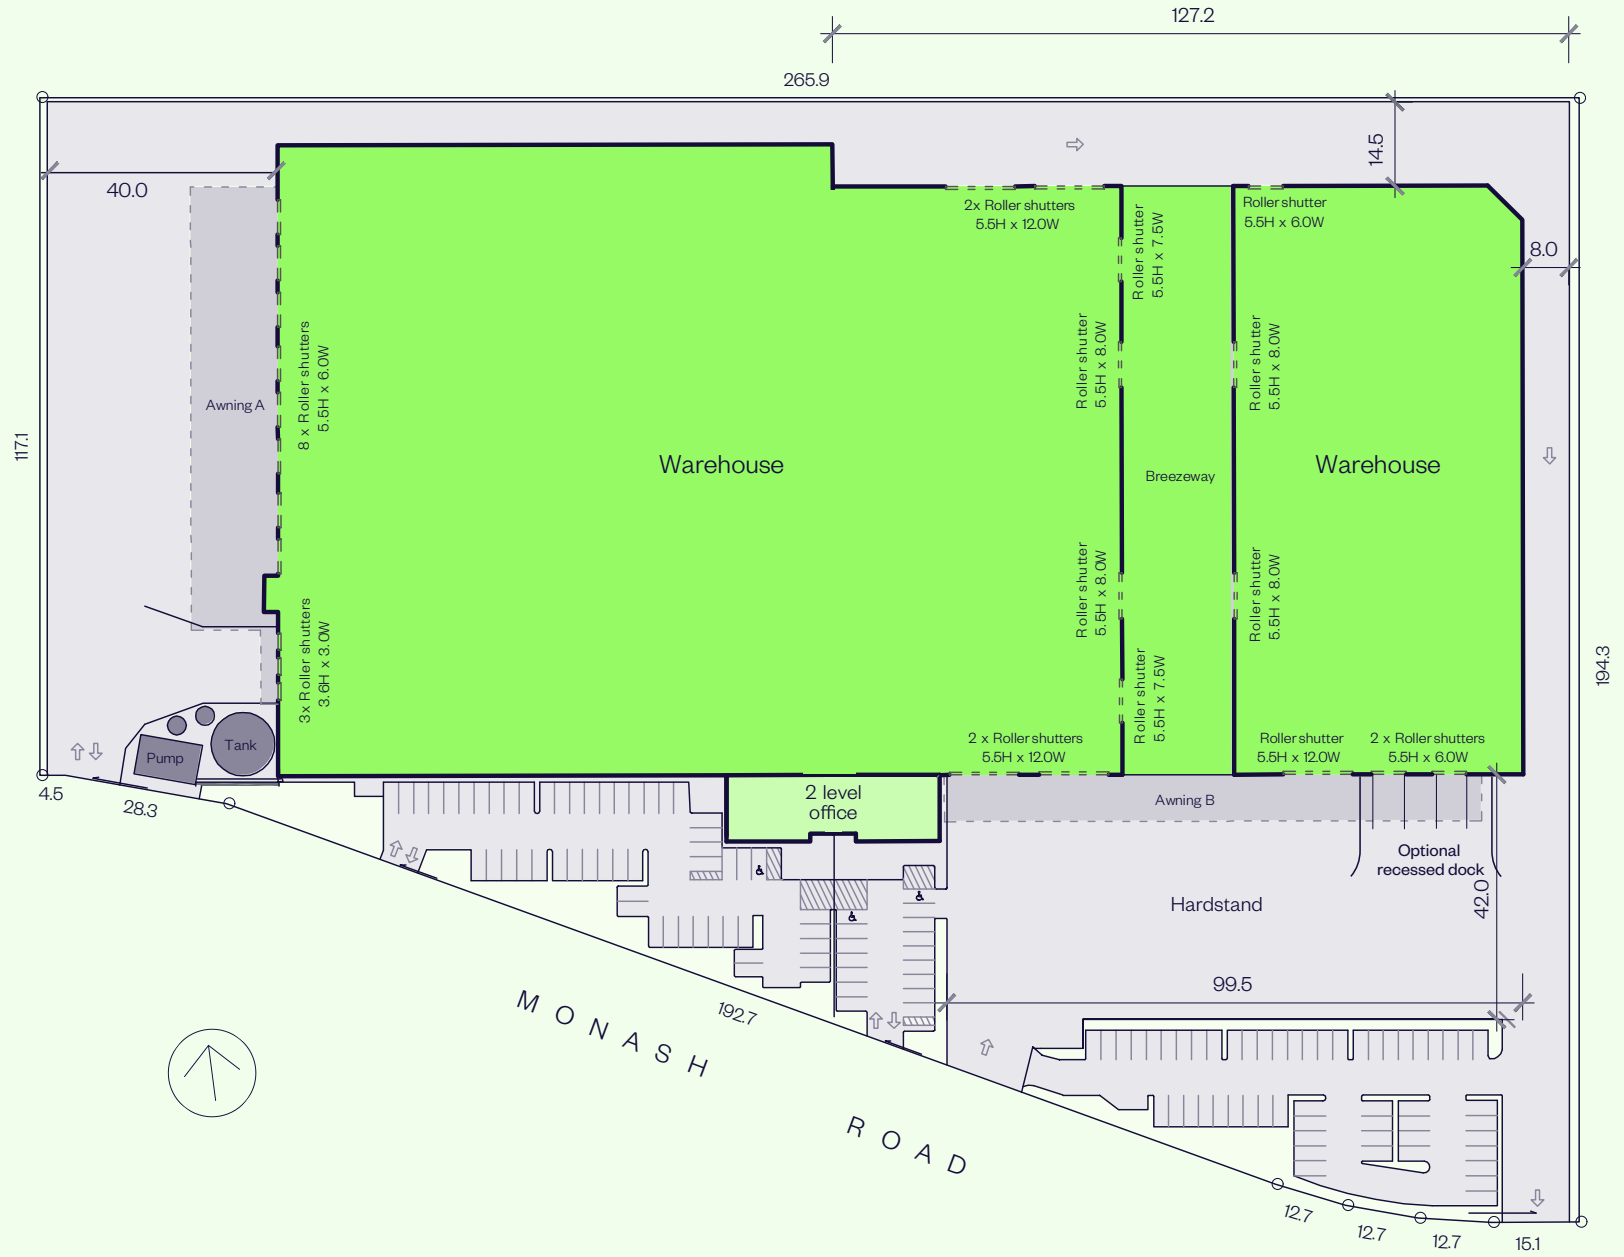 127.2
265.9
14.5
40.0
8.0
2x Roller shutters
5.5H x 12.0W
Roller shutter
5.5H x 7.5W
Roller shutter
5.5H x 6.0W
8 x Roller shutters
5.5H x 6.0W
Roller shutter
5.5H x 8.0W
Roller shutter
5.5H x 8.0W
Awning A
117.1
Warehouse
Breezeway
Warehouse
Roller shutter
5.5H x 8.0W
Roller shutter
5.5H x 8.0W
3x Roller shutters
3.6H x 3.0W
Roller shutter
5.5H x 7.5W
194.3
Pump
Tank
2 x Roller shutters
5.5H x 12.0W
Roller shutter
5.5H x 12.0W
2 x Roller shutters
5.5H x 6.0W
4.5
28.3
2 level
office
Awning B
Optional
recessed dock
42.0
Hardstand
99.5
192.7
MONASH
ROAD
12.7
12.7
12.7
15.1